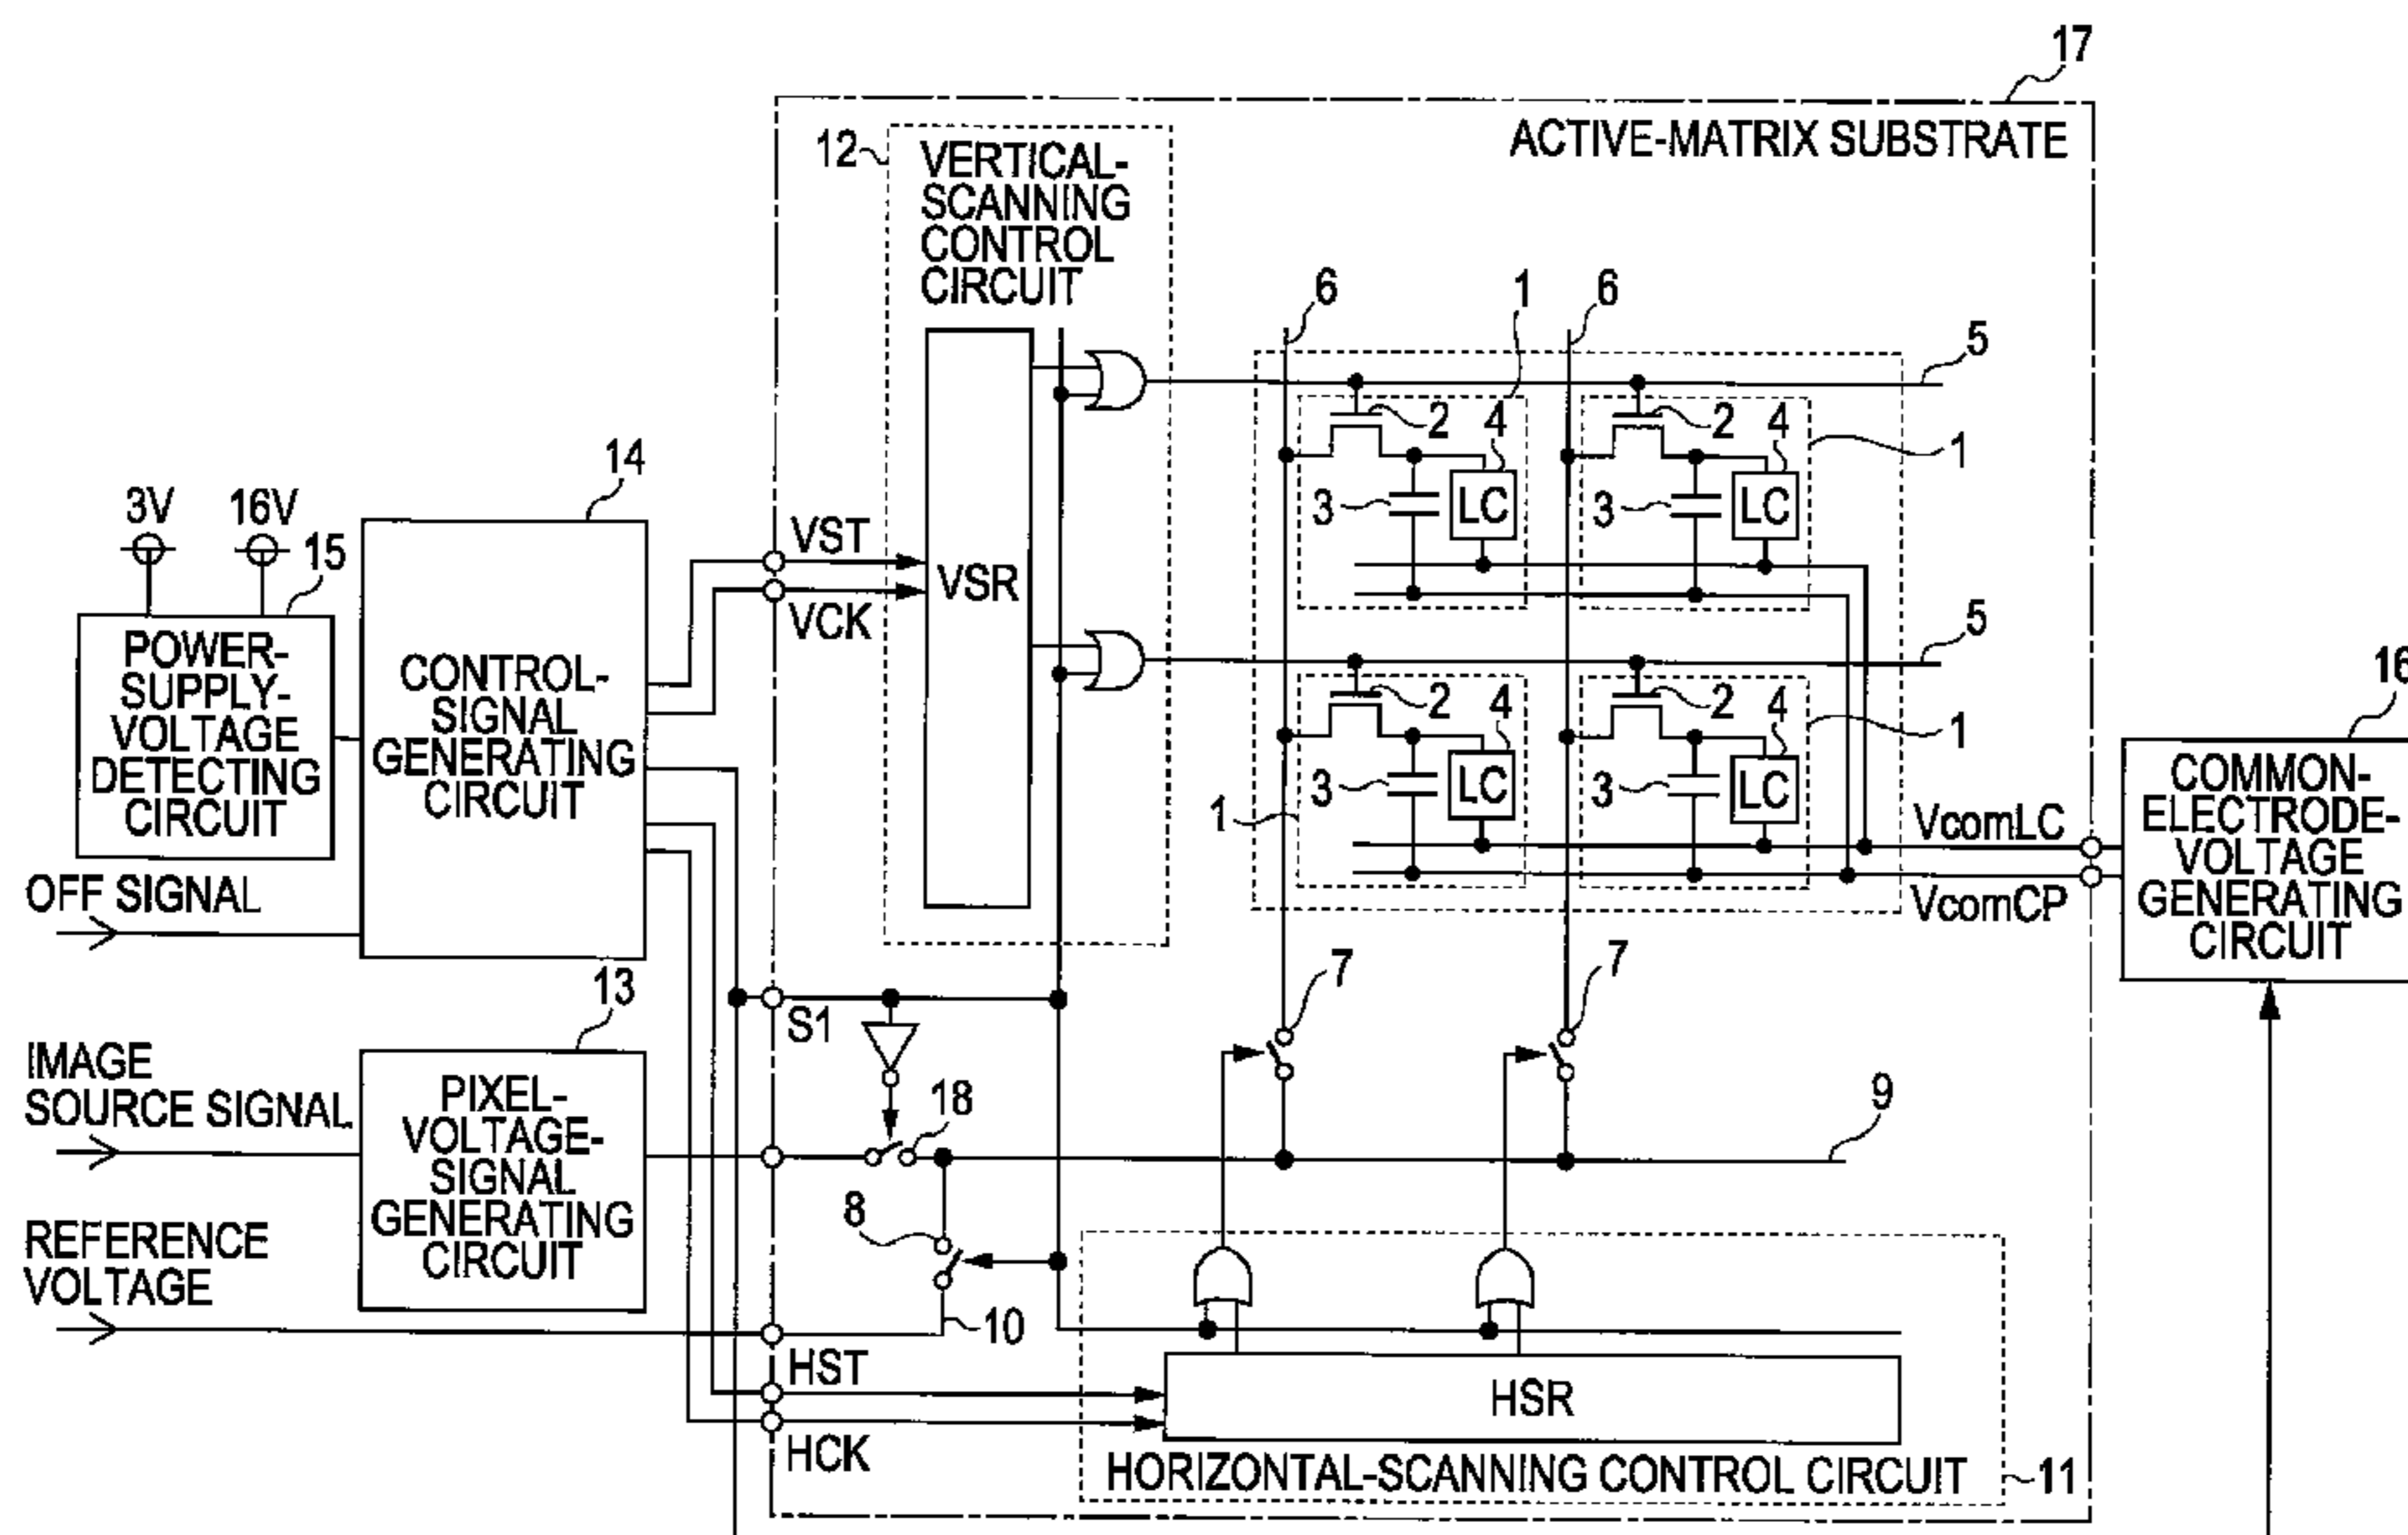 17
ACTIVE-MATRIX SUBSTRATE
12
VERTICAL-
SCANNING
CONTROL
CIRCUIT
6
1
6
5
2
4
2
4
1
3
LC
3
LC
14
3V
16V
15
VST
VSR
VCK
POWER-
SUPPLY-
VOLTAGE
DETECTING
CIRCUIT
CONTROL-
SIGNAL
GENERATING
CIRCUIT
5
16
2
4
2
4
1
3
LC
3
LC
1
VcomLC
VcomCP
COMMON-
ELECTRODE-
VOLTAGE
GENERATING
CIRCUIT
OFF SIGNAL
13
S1
7
7
IMAGE
SOURCE SIGNAL
PIXEL-
VOLTAGE-
SIGNAL
GENERATING
CIRCUIT
18
9
8
REFERENCE
VOLTAGE
10
HST
HSR
HCK
HORIZONTAL-SCANNING CONTROL CIRCUIT
11